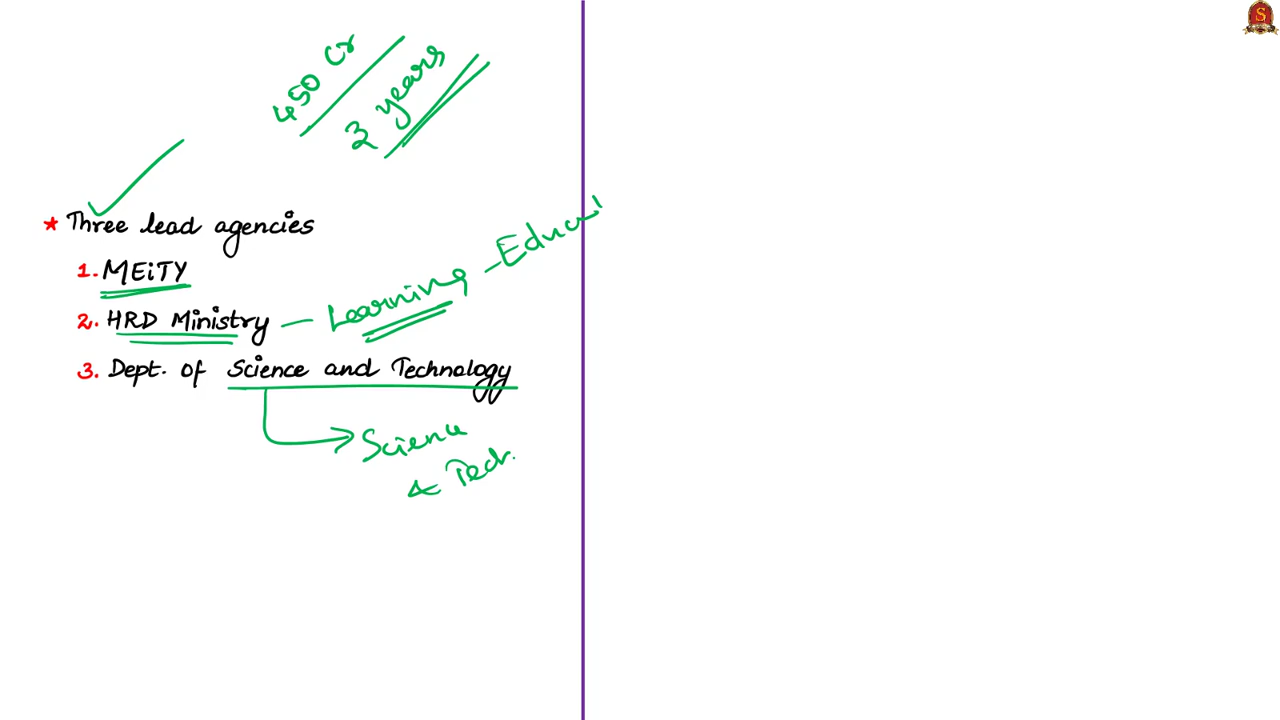 450 Cr
3 years
* Three lead agencies
1. MEiTY
2. HRD Ministry — Learning — Educati
3. Dept. of Science and Technology
Science
& Tech.
S